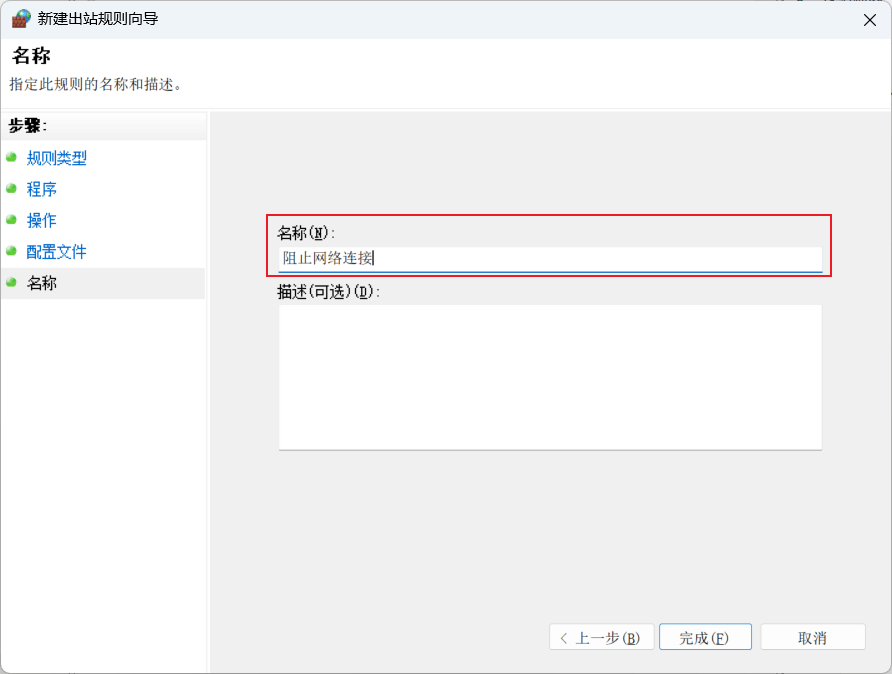 新建出站规则向导
名称
指定此规则的名称和描述。
步骤:
规则类型
程序
操作
配置文件
名称
名称(N):
阻止网络连接
描述(可选)(D):
< 上一步(B)
完成(F)
取消